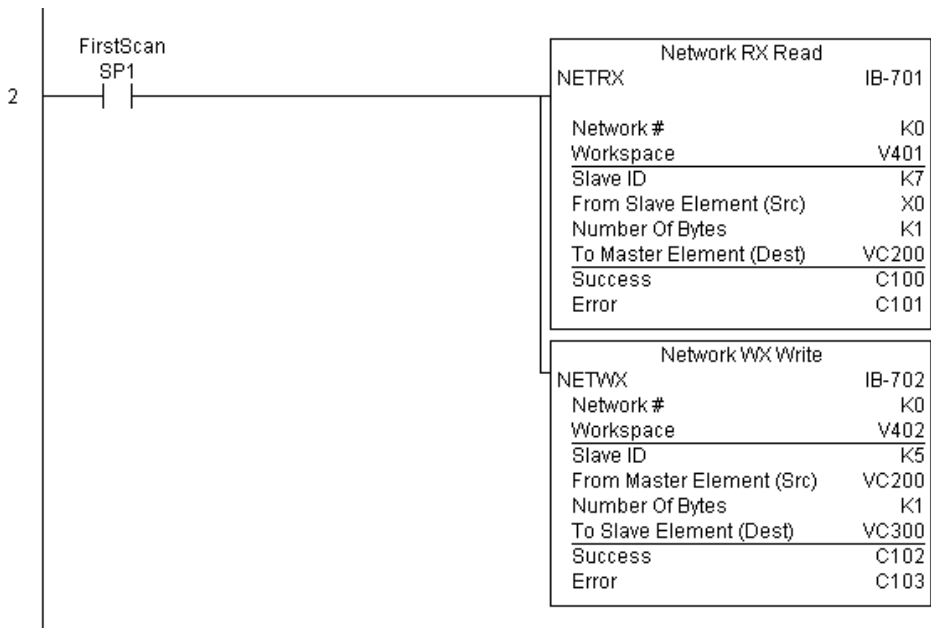 FirstScan
SP1
2
Network RX Read
NETRX IB-701
Network # K0
Workspace V401
Slave ID K7
From Slave Element (Src) X0
Number Of Bytes K1
To Master Element (Dest) VC200
Success C100
Error C101
Network WX Write
NETWX IB-702
Network # K0
Workspace V402
Slave ID K5
From Master Element (Src) VC200
Number Of Bytes K1
To Slave Element (Dest) VC300
Success C102
Error C103